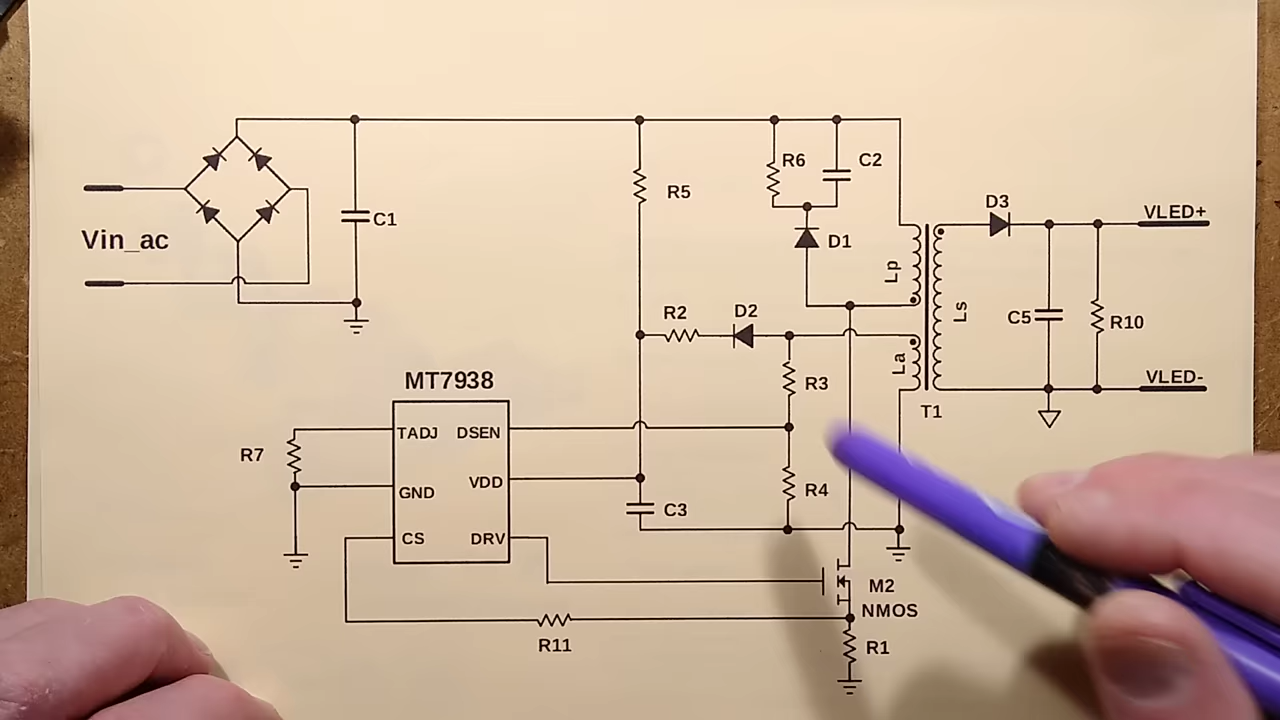 Vin_ac
C1
R5
R6
C2
D1
Lp
Ls
La
T1
D3
VLED+
C5
R10
VLED-
R2
D2
R3
R4
MT7938
TADJ
DSEN
GND
VDD
CS
DRV
R7
C3
M2
NMOS
R11
R1